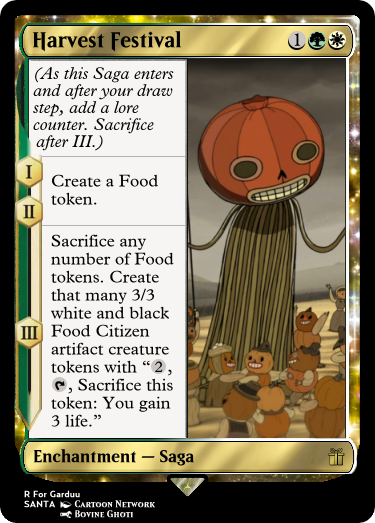 Harvest Festival 1
(As this Saga enters
and after your draw
step, add a lore
counter. Sacrifice
after III.)
I
Create a Food
II
token.
Sacrifice any
number of Food
tokens. Create
that many 3/3
white and black
III
Food Citizen
artifact creature
tokens with “2,
, Sacrifice this
token: You gain
3 life.”
Enchantment — Saga
R For Garduu
SANTA Cartoon Network
Bovine Ghoti